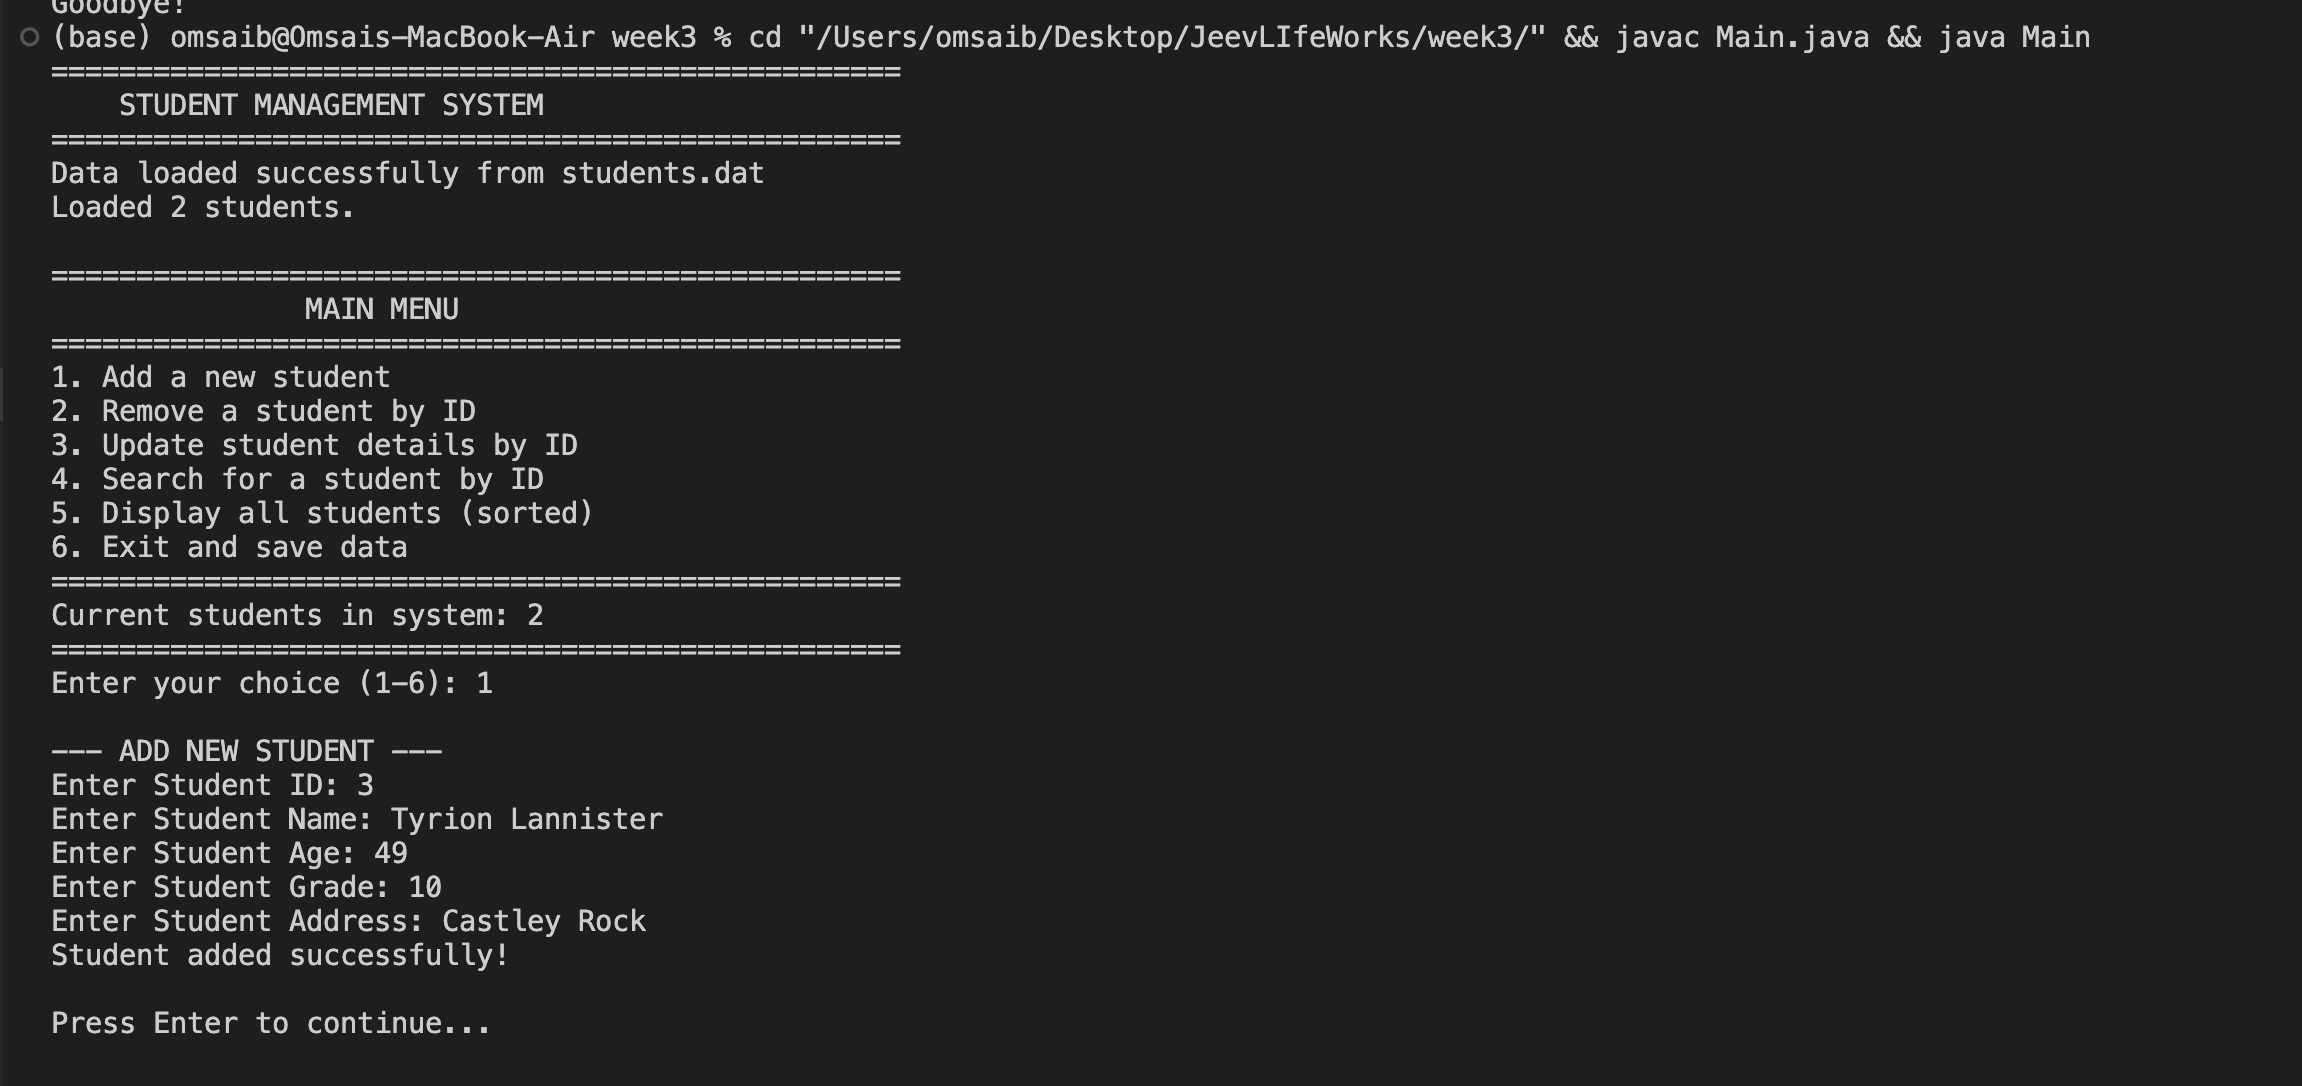 Goodbye!
(base) omsaib@Omsais-MacBook-Air week3 % cd "/Users/omsaib/Desktop/JeevLIfeWorks/week3/" && javac Main.java && java Main
==================================================
    STUDENT MANAGEMENT SYSTEM
==================================================
Data loaded successfully from students.dat
Loaded 2 students.

==================================================
               MAIN MENU
==================================================
1. Add a new student
2. Remove a student by ID
3. Update student details by ID
4. Search for a student by ID
5. Display all students (sorted)
6. Exit and save data
==================================================
Current students in system: 2
==================================================
Enter your choice (1-6): 1

--- ADD NEW STUDENT ---
Enter Student ID: 3
Enter Student Name: Tyrion Lannister
Enter Student Age: 49
Enter Student Grade: 10
Enter Student Address: Castley Rock
Student added successfully!

Press Enter to continue...